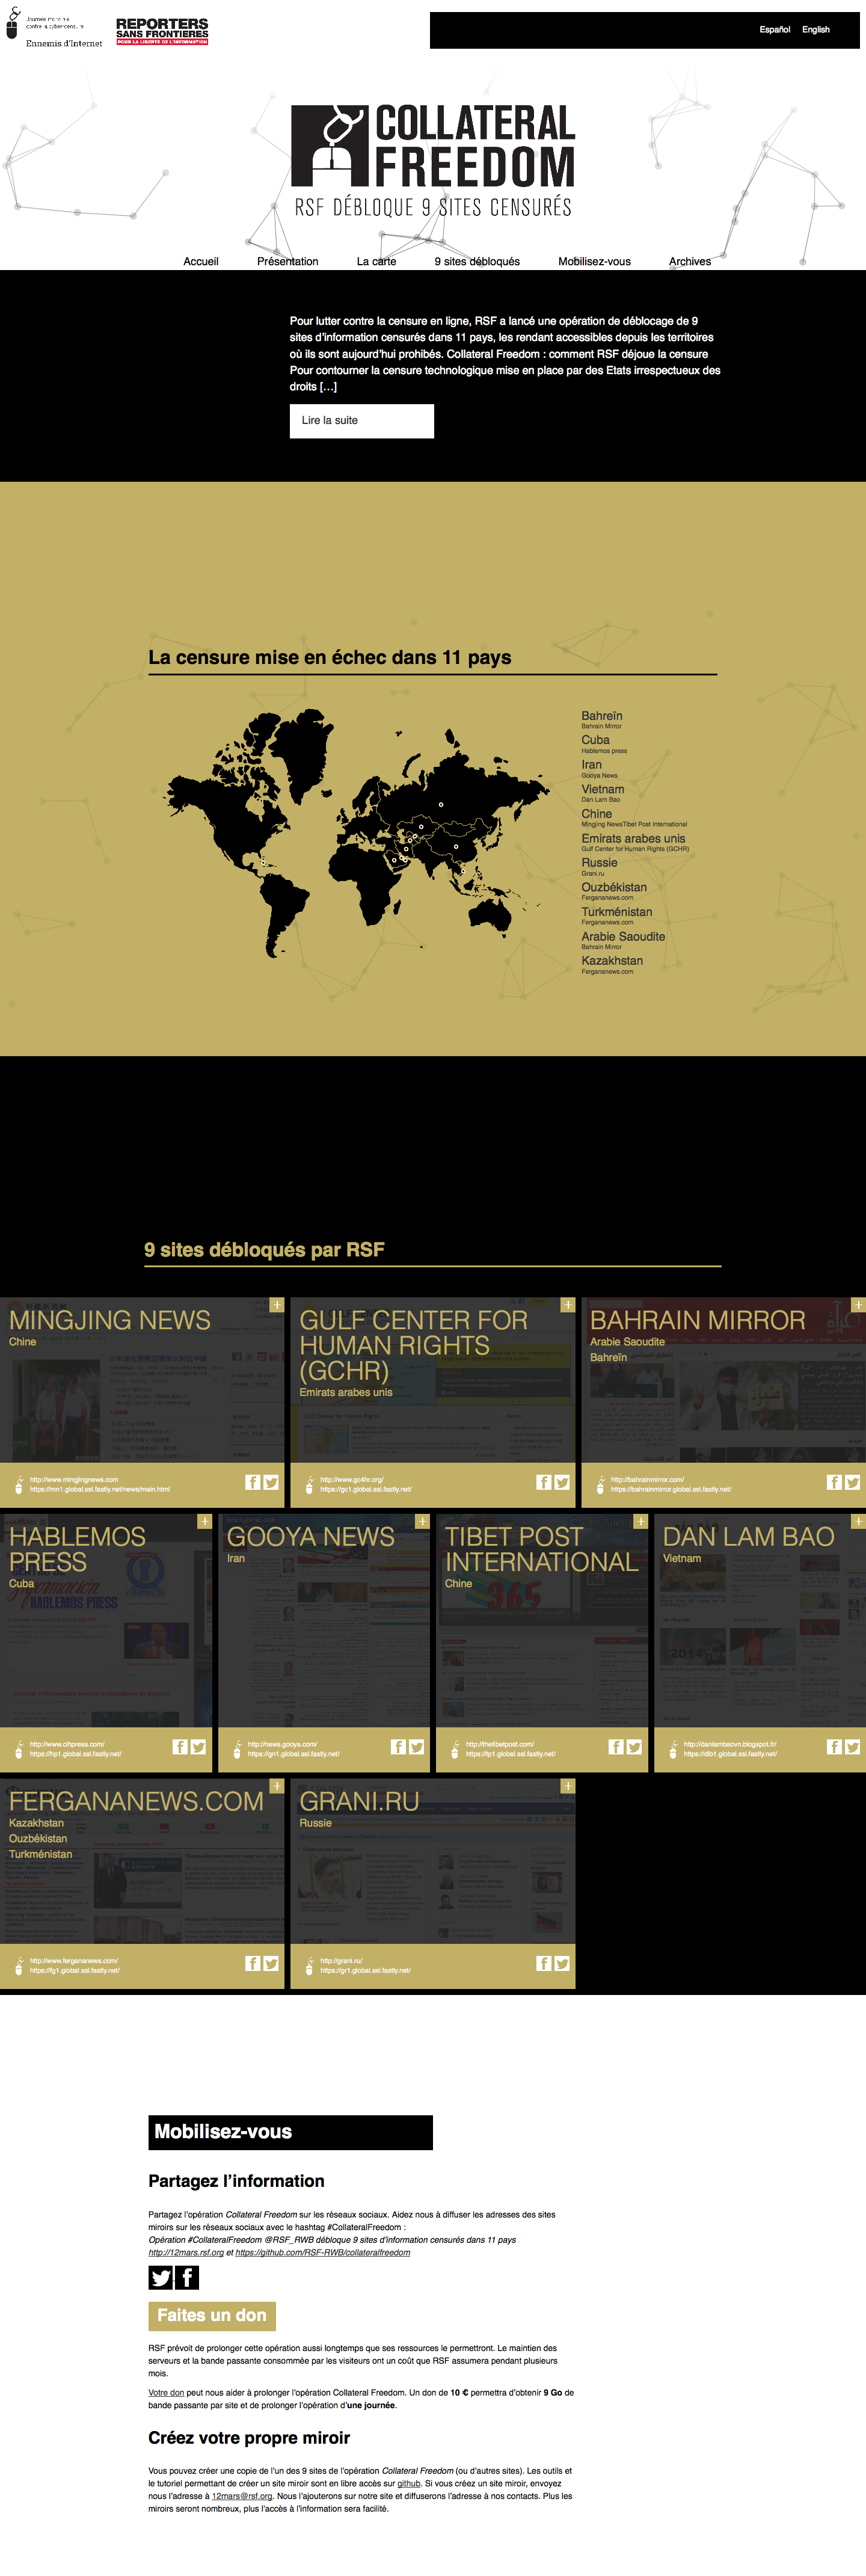 Journée mondiale
contre la cyber-censure
Ennemis d'Internet
REPORTERS
SANS FRONTIERES
POUR LA LIBERTE DE L'INFORMATION
Español English
COLLATERAL
FREEDOM
RSF DÉBLOQUE 9 SITES CENSURÉS
Accueil Présentation La carte 9 sites débloqués Mobilisez-vous Archives
Pour lutter contre la censure en ligne, RSF a lancé une opération de déblocage de 9
sites d'information censurés dans 11 pays, les rendant accessibles depuis les territoires
où ils sont aujourd'hui prohibés. Collateral Freedom : comment RSF déjoue la censure
Pour contourner la censure technologique mise en place par des Etats irrespectueux des
droits […]
Lire la suite
La censure mise en échec dans 11 pays
Bahreïn
Bahrain Mirror
Cuba
Hablemos press
Iran
Gooya News
Vietnam
Dan Lam Bao
Chine
Mingjing NewsTibet Post International
Emirats arabes unis
Gulf Center for Human Rights (GCHR)
Russie
Grani.ru
Ouzbékistan
Fergananews.com
Turkménistan
Fergananews.com
Arabie Saoudite
Bahrain Mirror
Kazakhstan
Fergananews.com
9 sites débloqués par RSF
MINGJING NEWS
Chine
http://www.mingjingnews.com
https://mn1.global.ssl.fastly.net/news/main.html
GULF CENTER FOR
HUMAN RIGHTS
(GCHR)
Emirats arabes unis
http://www.gc4hr.org/
https://gc1.global.ssl.fastly.net/
BAHRAIN MIRROR
Arabie Saoudite
Bahreïn
http://bahrainmirror.com/
https://bahrainmirror.global.ssl.fastly.net/
HABLEMOS
PRESS
Cuba
http://www.cihpress.com/
https://hp1.global.ssl.fastly.net/
GOOYA NEWS
Iran
http://news.gooya.com/
https://gn1.global.ssl.fastly.net/
TIBET POST
INTERNATIONAL
Chine
http://thetibetpost.com/
https://tp1.global.ssl.fastly.net/
DAN LAM BAO
Vietnam
http://danlambaovn.blogspot.fr/
https://dlb1.global.ssl.fastly.net/
FERGANANEWS.COM
Kazakhstan
Ouzbékistan
Turkménistan
http://www.fergananews.com/
https://fg1.global.ssl.fastly.net/
GRANI.RU
Russie
http://grani.ru/
https://gr1.global.ssl.fastly.net/
Mobilisez-vous
Partagez l'information
Partagez l'opération Collateral Freedom sur les réseaux sociaux. Aidez nous à diffuser les adresses des sites
miroirs sur les réseaux sociaux avec le hashtag #CollateralFreedom :
Opération #CollateralFreedom @RSF_RWB débloque 9 sites d'information censurés dans 11 pays
http://12mars.rsf.org et https://github.com/RSF-RWB/collateralfreedom
Faites un don
RSF prévoit de prolonger cette opération aussi longtemps que ses ressources le permettront. Le maintien des
serveurs et la bande passante consommée par les visiteurs ont un coût que RSF assumera pendant plusieurs
mois.
Votre don peut nous aider à prolonger l'opération Collateral Freedom. Un don de 10 € permettra d'obtenir 9 Go de
bande passante par site et de prolonger l'opération d'une journée.
Créez votre propre miroir
Vous pouvez créer une copie de l'un des 9 sites de l'opération Collateral Freedom (ou d'autres sites). Les outils et
le tutoriel permettant de créer un site miroir sont en libre accès sur github. Si vous créez un site miroir, envoyez
nous l'adresse à 12mars@rsf.org. Nous l'ajouterons sur notre site et diffuserons l'adresse à nos contacts. Plus les
miroirs seront nombreux, plus l'accès à l'information sera facilité.